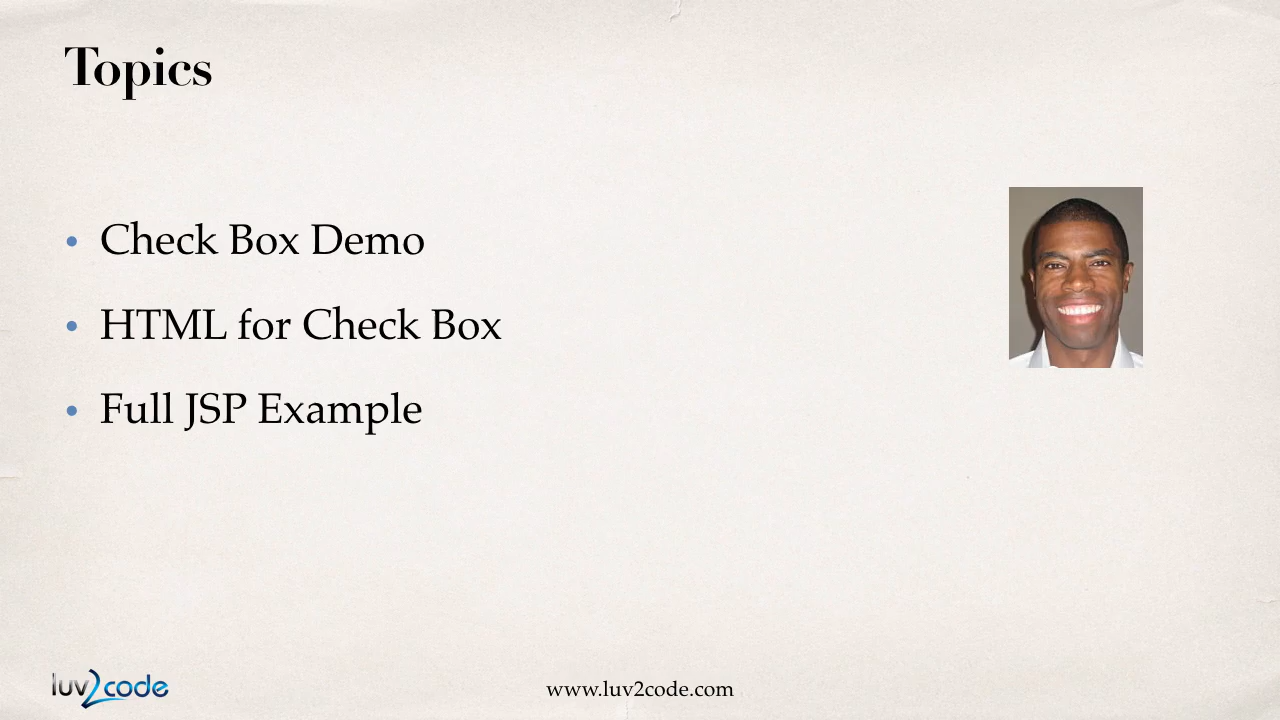 Topics
• Check Box Demo
• HTML for Check Box
• Full JSP Example
luv2code
www.luv2code.com